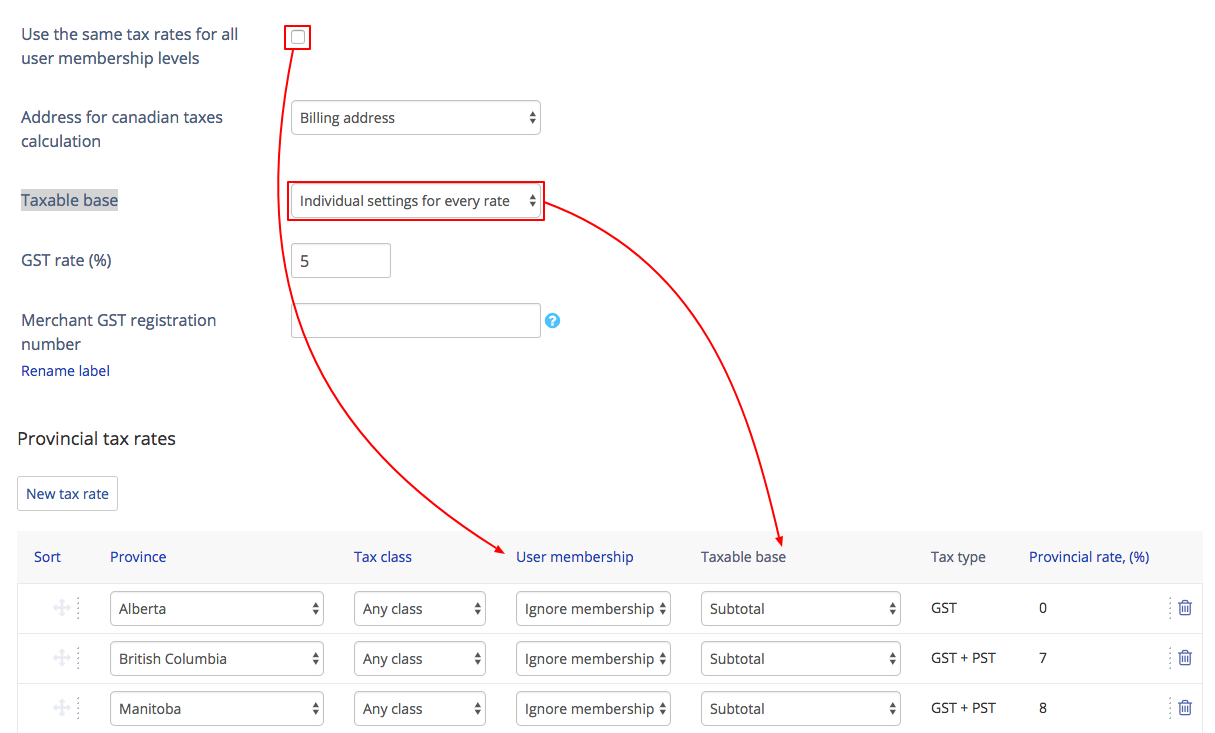 Use the same tax rates for all
user membership levels
Address for canadian taxes
calculation
Billing address
Taxable base
Individual settings for every rate
GST rate (%)
5
Merchant GST registration
number
?
Rename label
Provincial tax rates
New tax rate
Sort Province Tax class User membership Taxable base Tax type Provincial rate, (%)
Alberta Any class Ignore membership Subtotal GST 0
British Columbia Any class Ignore membership Subtotal GST + PST 7
Manitoba Any class Ignore membership Subtotal GST + PST 8